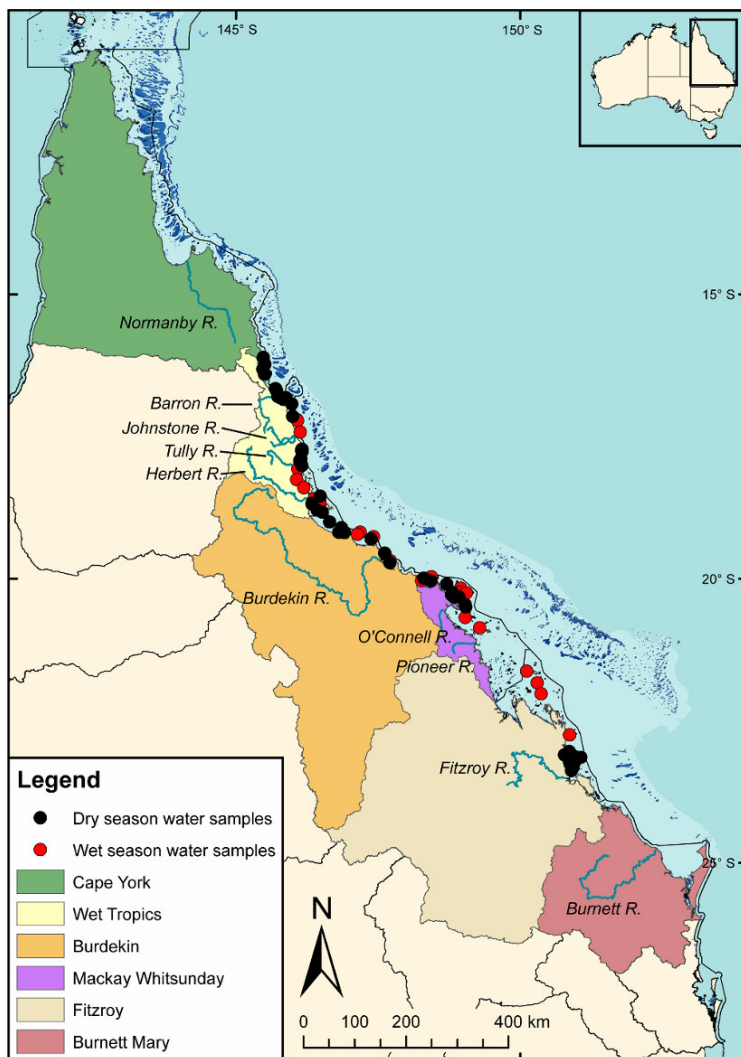 145° S
150° S
15° S
Normanby R.
Barron R.
Johnstone R.
Tully R.
Herbert R.
20° S
Burdekin R.
O'Connell R.
Pioneer R.
Fitzroy R.
25° S
Burnett R.
Legend
Dry season water samples
Wet season water samples
Cape York
Wet Tropics
Burdekin
Mackay Whitsunday
Fitzroy
Burnett Mary
N
0 100 200 400 km